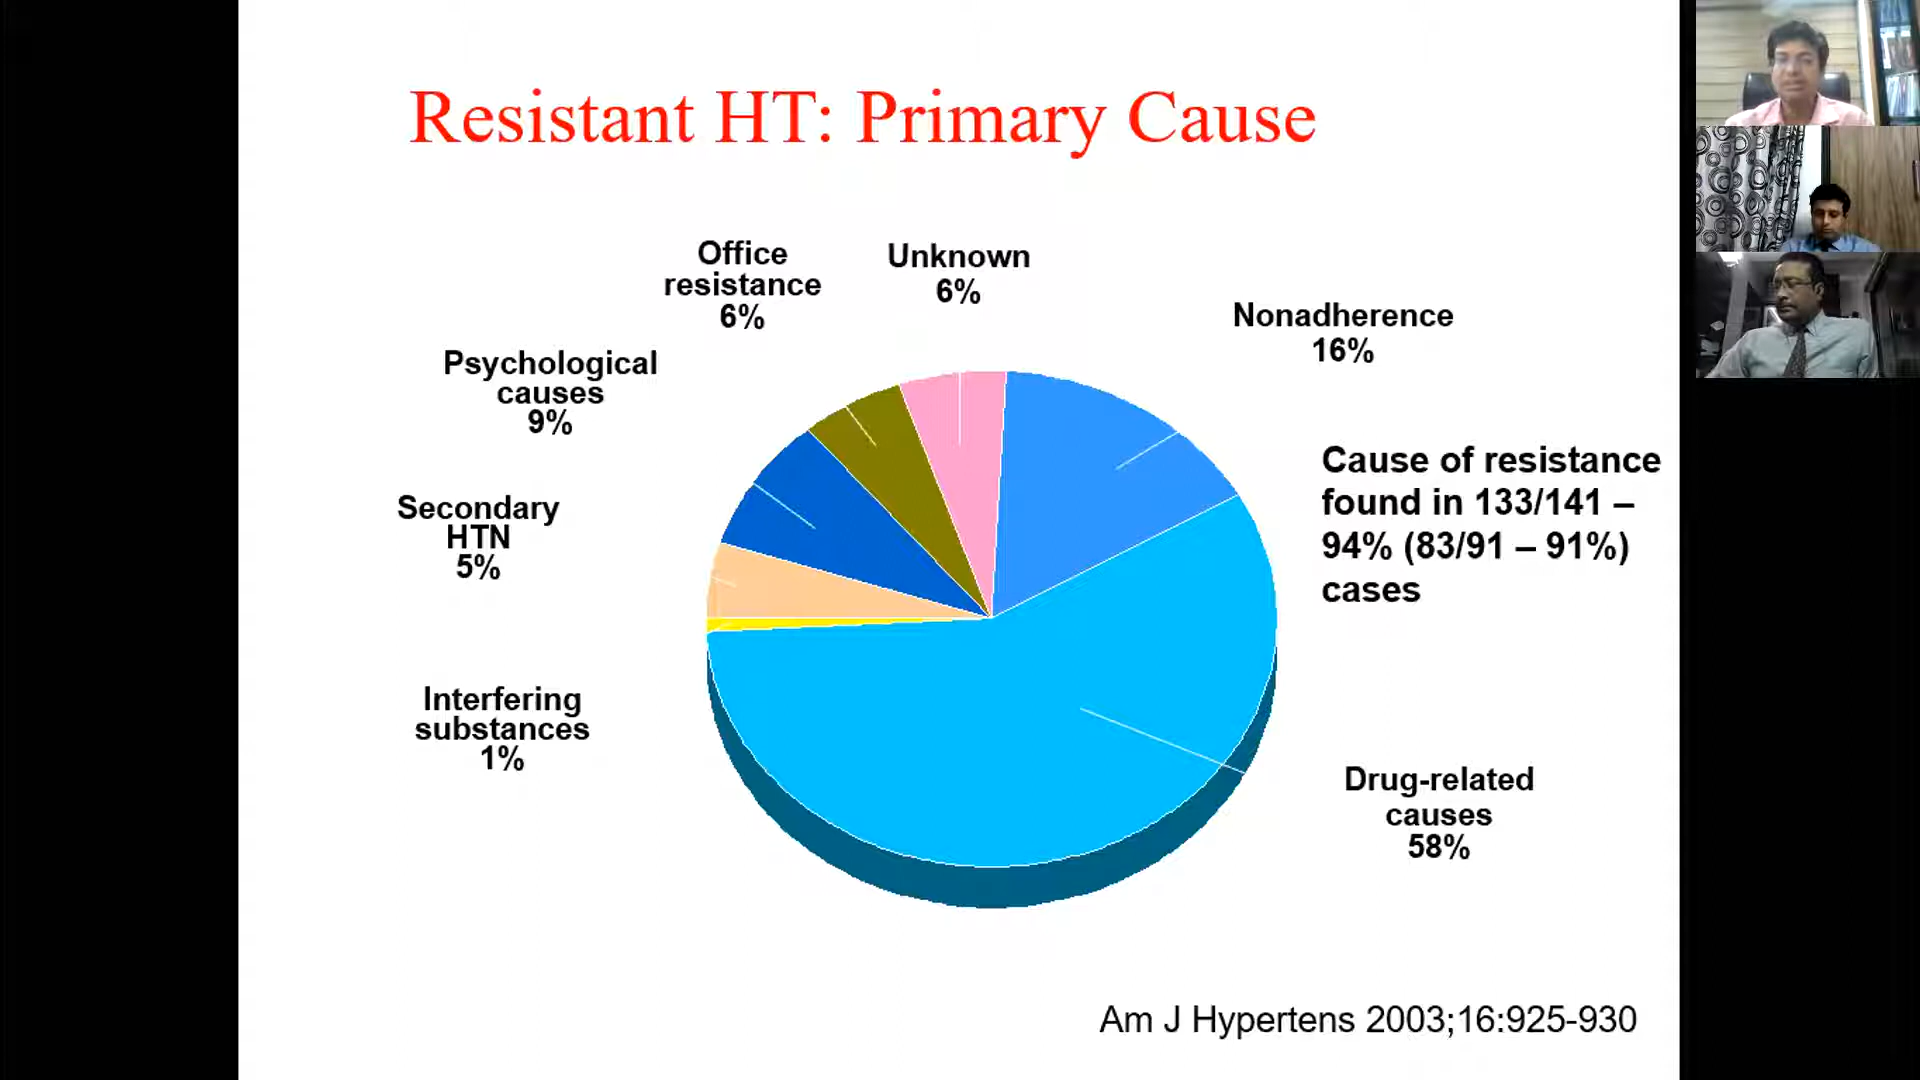 Resistant HT: Primary Cause
Office
resistance
6%
Unknown
6%
Nonadherence
16%
Psychological
causes
9%
Cause of resistance
found in 133/141 –
94% (83/91 – 91%)
cases
Secondary
HTN
5%
Interfering
substances
1%
Drug-related
causes
58%
Am J Hypertens 2003;16:925-930